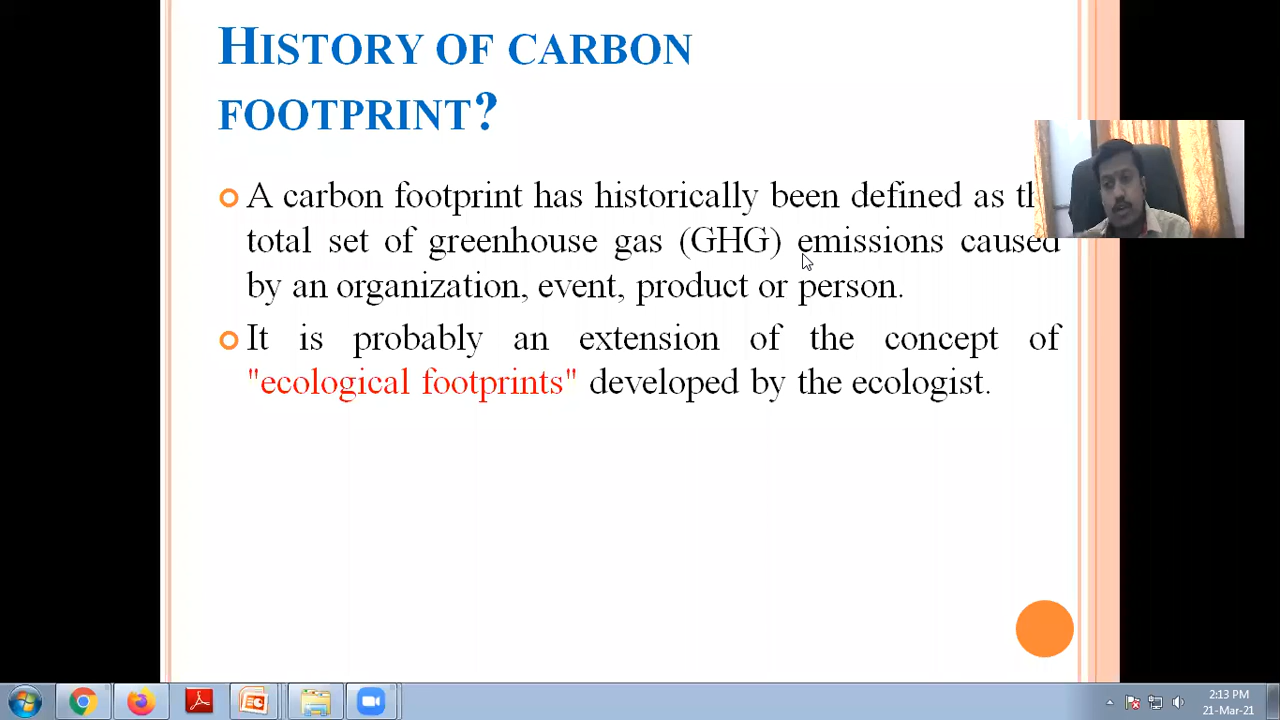 HISTORY OF CARBON
FOOTPRINT?
A carbon footprint has historically been defined as
total set of greenhouse gas (GHG) emissions caused
by an organization, event, product or person.
It is probably an extension of the concept of
"ecological footprints" developed by the ecologist.
2:13 PM
21-Mar-21